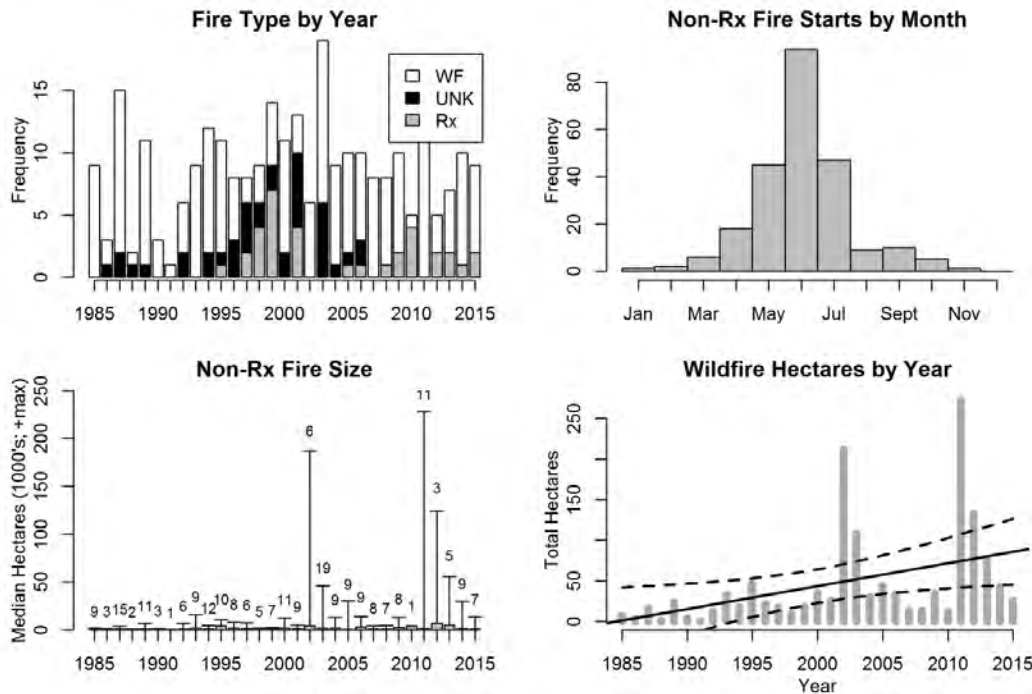 Fire Type by Year
Frequency
15
10
5
0
WF
UNK
Rx
1985 1990 1995 2000 2005 2010 2015
Non-Rx Fire Starts by Month
Frequency
80
60
40
20
0
Jan Mar May Jul Sept Nov
Non-Rx Fire Size
Median Hectares (1000's; +max)
250
200
150
100
50
0
9 3 15 2 11 3 1 6 9 12 10 8 6 5 7 11 9 6 19 9 9 9 8 7 8 1 11 3 5 9 7
1985 1990 1995 2000 2005 2010 2015
Wildfire Hectares by Year
Total Hectares
250
150
50
0
1985 1990 1995 2000 2005 2010 2015
Year